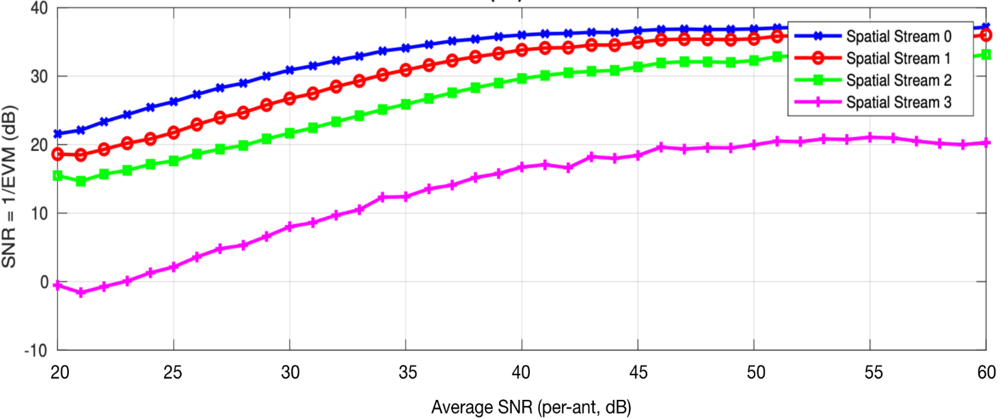 40
30
20
10
0
-10
SNR = 1/EVM (dB)
Spatial Stream 0
Spatial Stream 1
Spatial Stream 2
Spatial Stream 3
20 25 30 35 40 45 50 55 60
Average SNR (per-ant, dB)